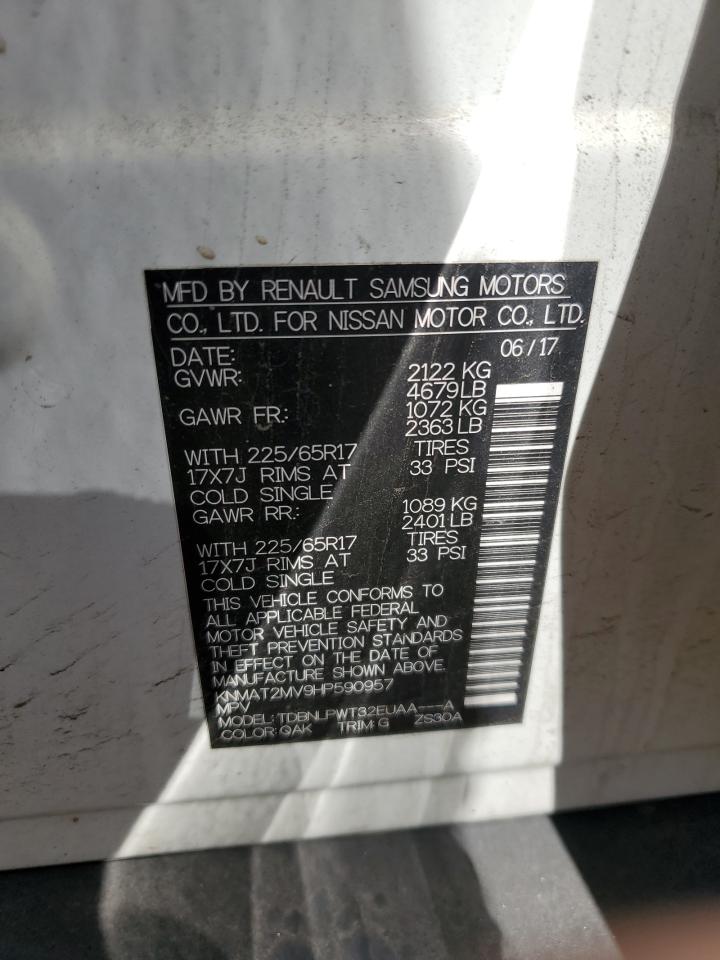 MFD BY RENAULT SAMSUNG MOTORS
CO., LTD. FOR NISSAN MOTOR CO., LTD.
DATE: 06/17
GVWR: 2122 KG
4679LB
GAWR FR.: 1072 KG
2363LB
WITH 225/65R17 TIRES
17X7J RIMS AT 33 PSI
COLD SINGLE
GAWR RR.: 1089 KG
2401LB
WITH 225/65R17 TIRES
17X7J RIMS AT 33 PSI
COLD SINGLE
THIS VEHICLE CONFORMS TO
ALL APPLICABLE FEDERAL
MOTOR VEHICLE SAFETY AND
THEFT PREVENTION STANDARDS
IN EFFECT ON THE DATE OF
MANUFACTURE SHOWN ABOVE.
KNMAT2MV9HP590957
MPV
MODEL: TDBNLPWT32EUAA---A
COLOR: QAK TRIM: G ZS30A